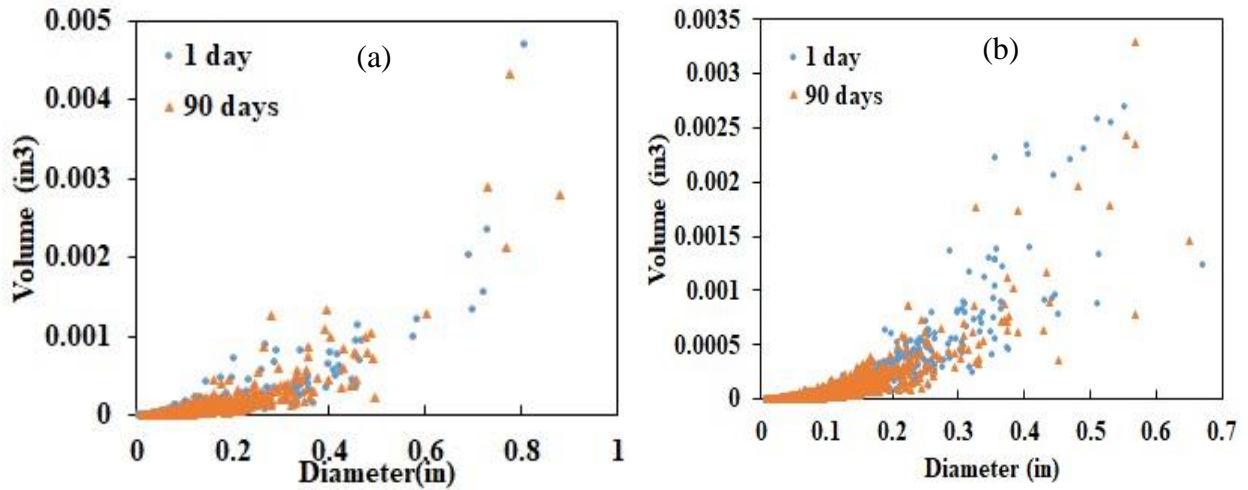 (a)
1 day
90 days
0.005
0.004
0.003
0.002
0.001
0
Volume (in3)
0 0.2 0.4 0.6 0.8 1
Diameter(in)
(b)
1 day
90 days
0.0035
0.003
0.0025
0.002
0.0015
0.001
0.0005
0
Volume (in3)
0 0.1 0.2 0.3 0.4 0.5 0.6 0.7
Diameter (in)